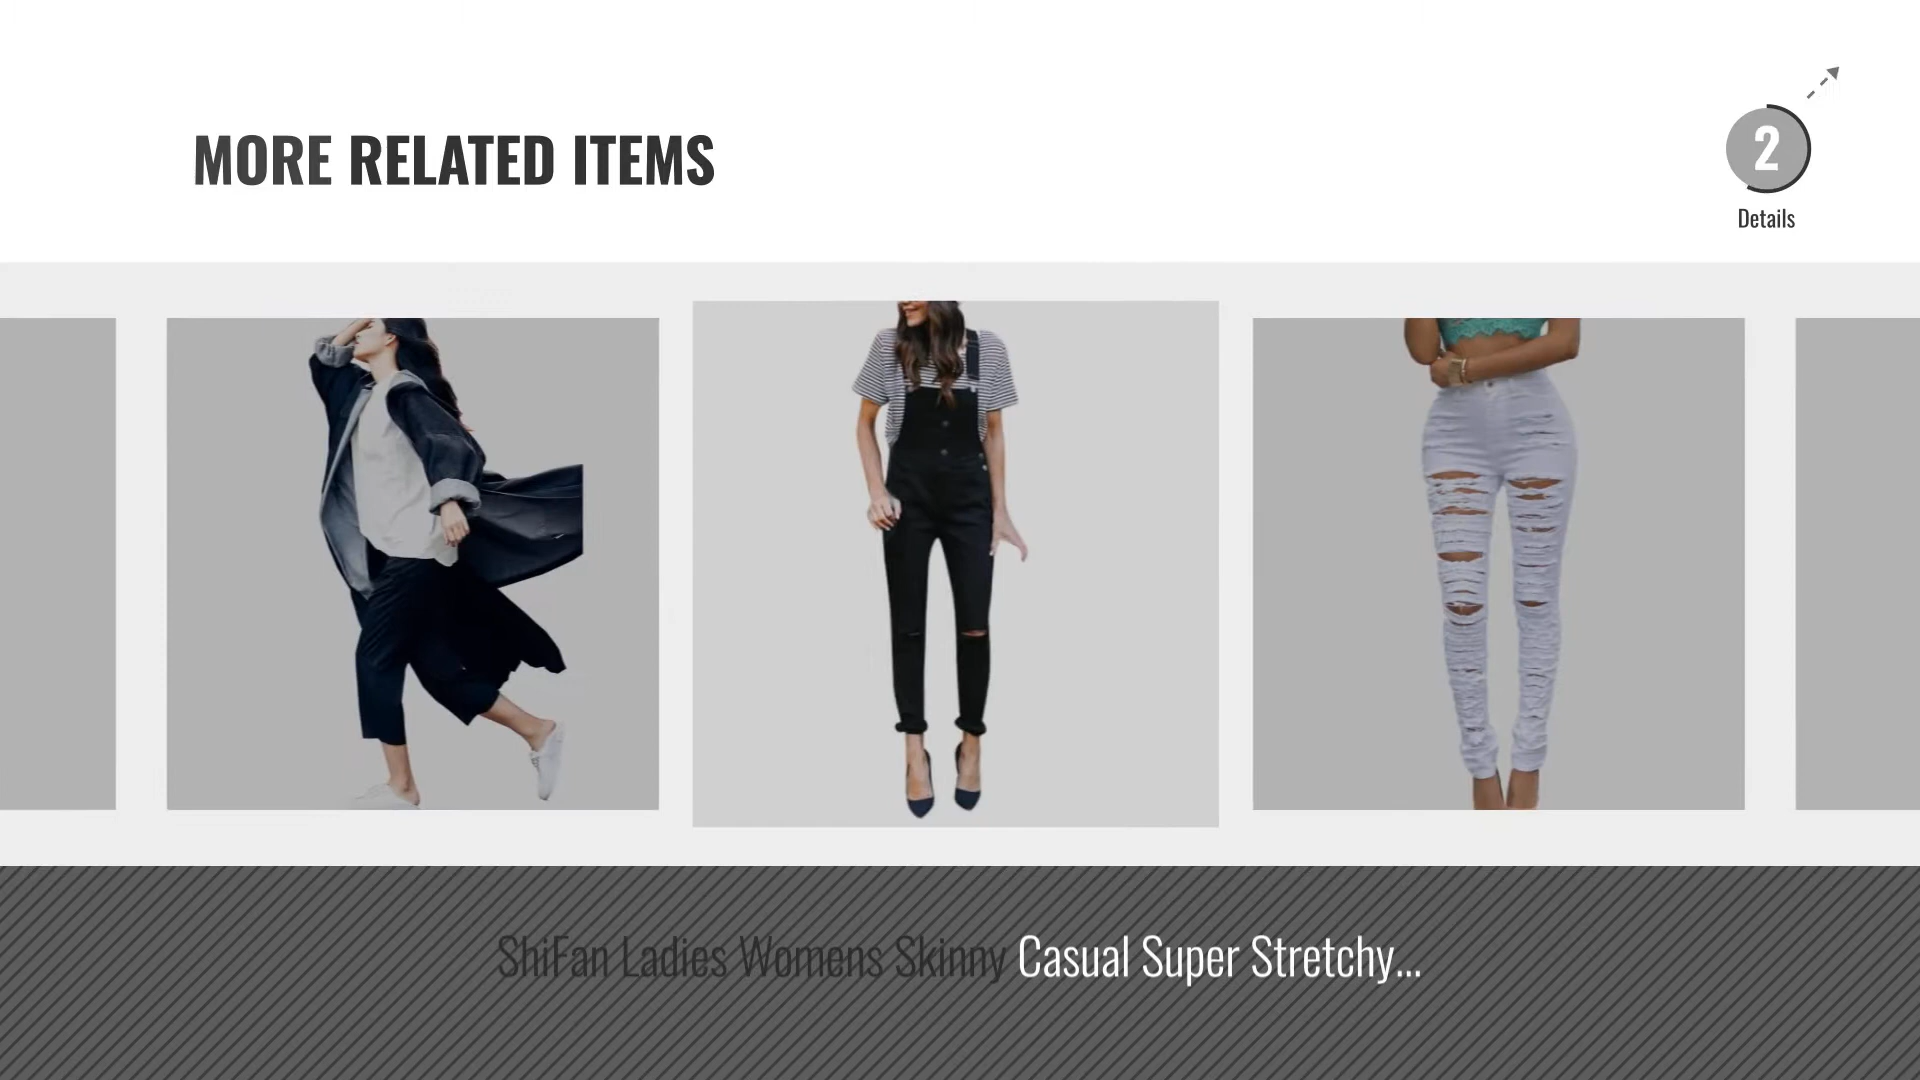 MORE RELATED ITEMS
2
Details
ShiFan Ladies Womens Skinny Casual Super Stretchy...